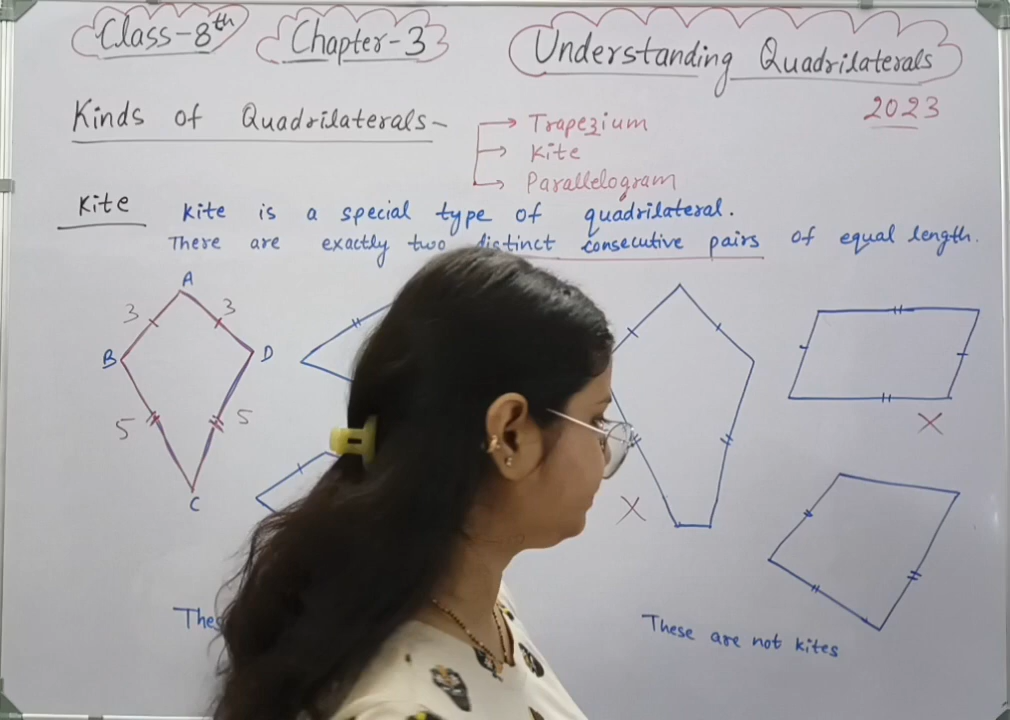 Class-8th Chapter-3 Understanding Quadrilaterals
2023
Kinds of Quadrilaterals-
Trapezium
Kite
Parallelogram
Kite Kite is a special type of quadrilateral.
There are exactly two distinct consecutive pairs of equal length.
A
3 3
B D
5 5
C
X
X
These are not kites